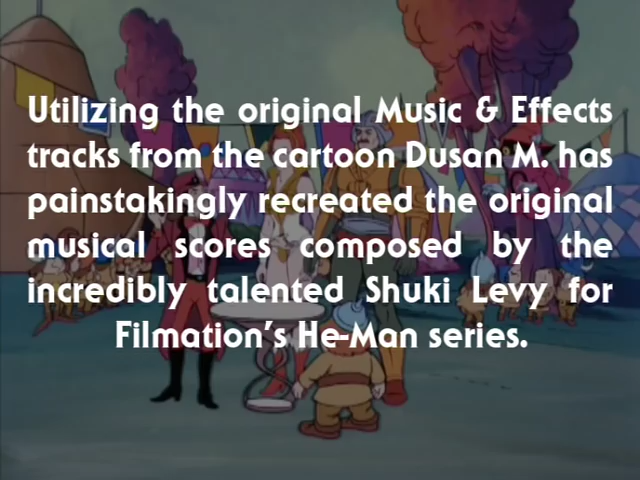 Utilizing the original Music & Effects
tracks from the cartoon Dusan M. has
painstakingly recreated the original
musical scores composed by the
incredibly talented Shuki Levy for
Filmation's He-Man series.